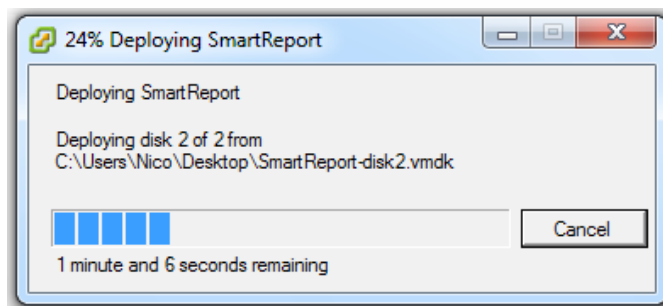 24% Deploying SmartReport
Deploying SmartReport
Deploying disk 2 of 2 from
C:\Users\Nico\Desktop\SmartReport-disk2.vmdk
Cancel
1 minute and 6 seconds remaining